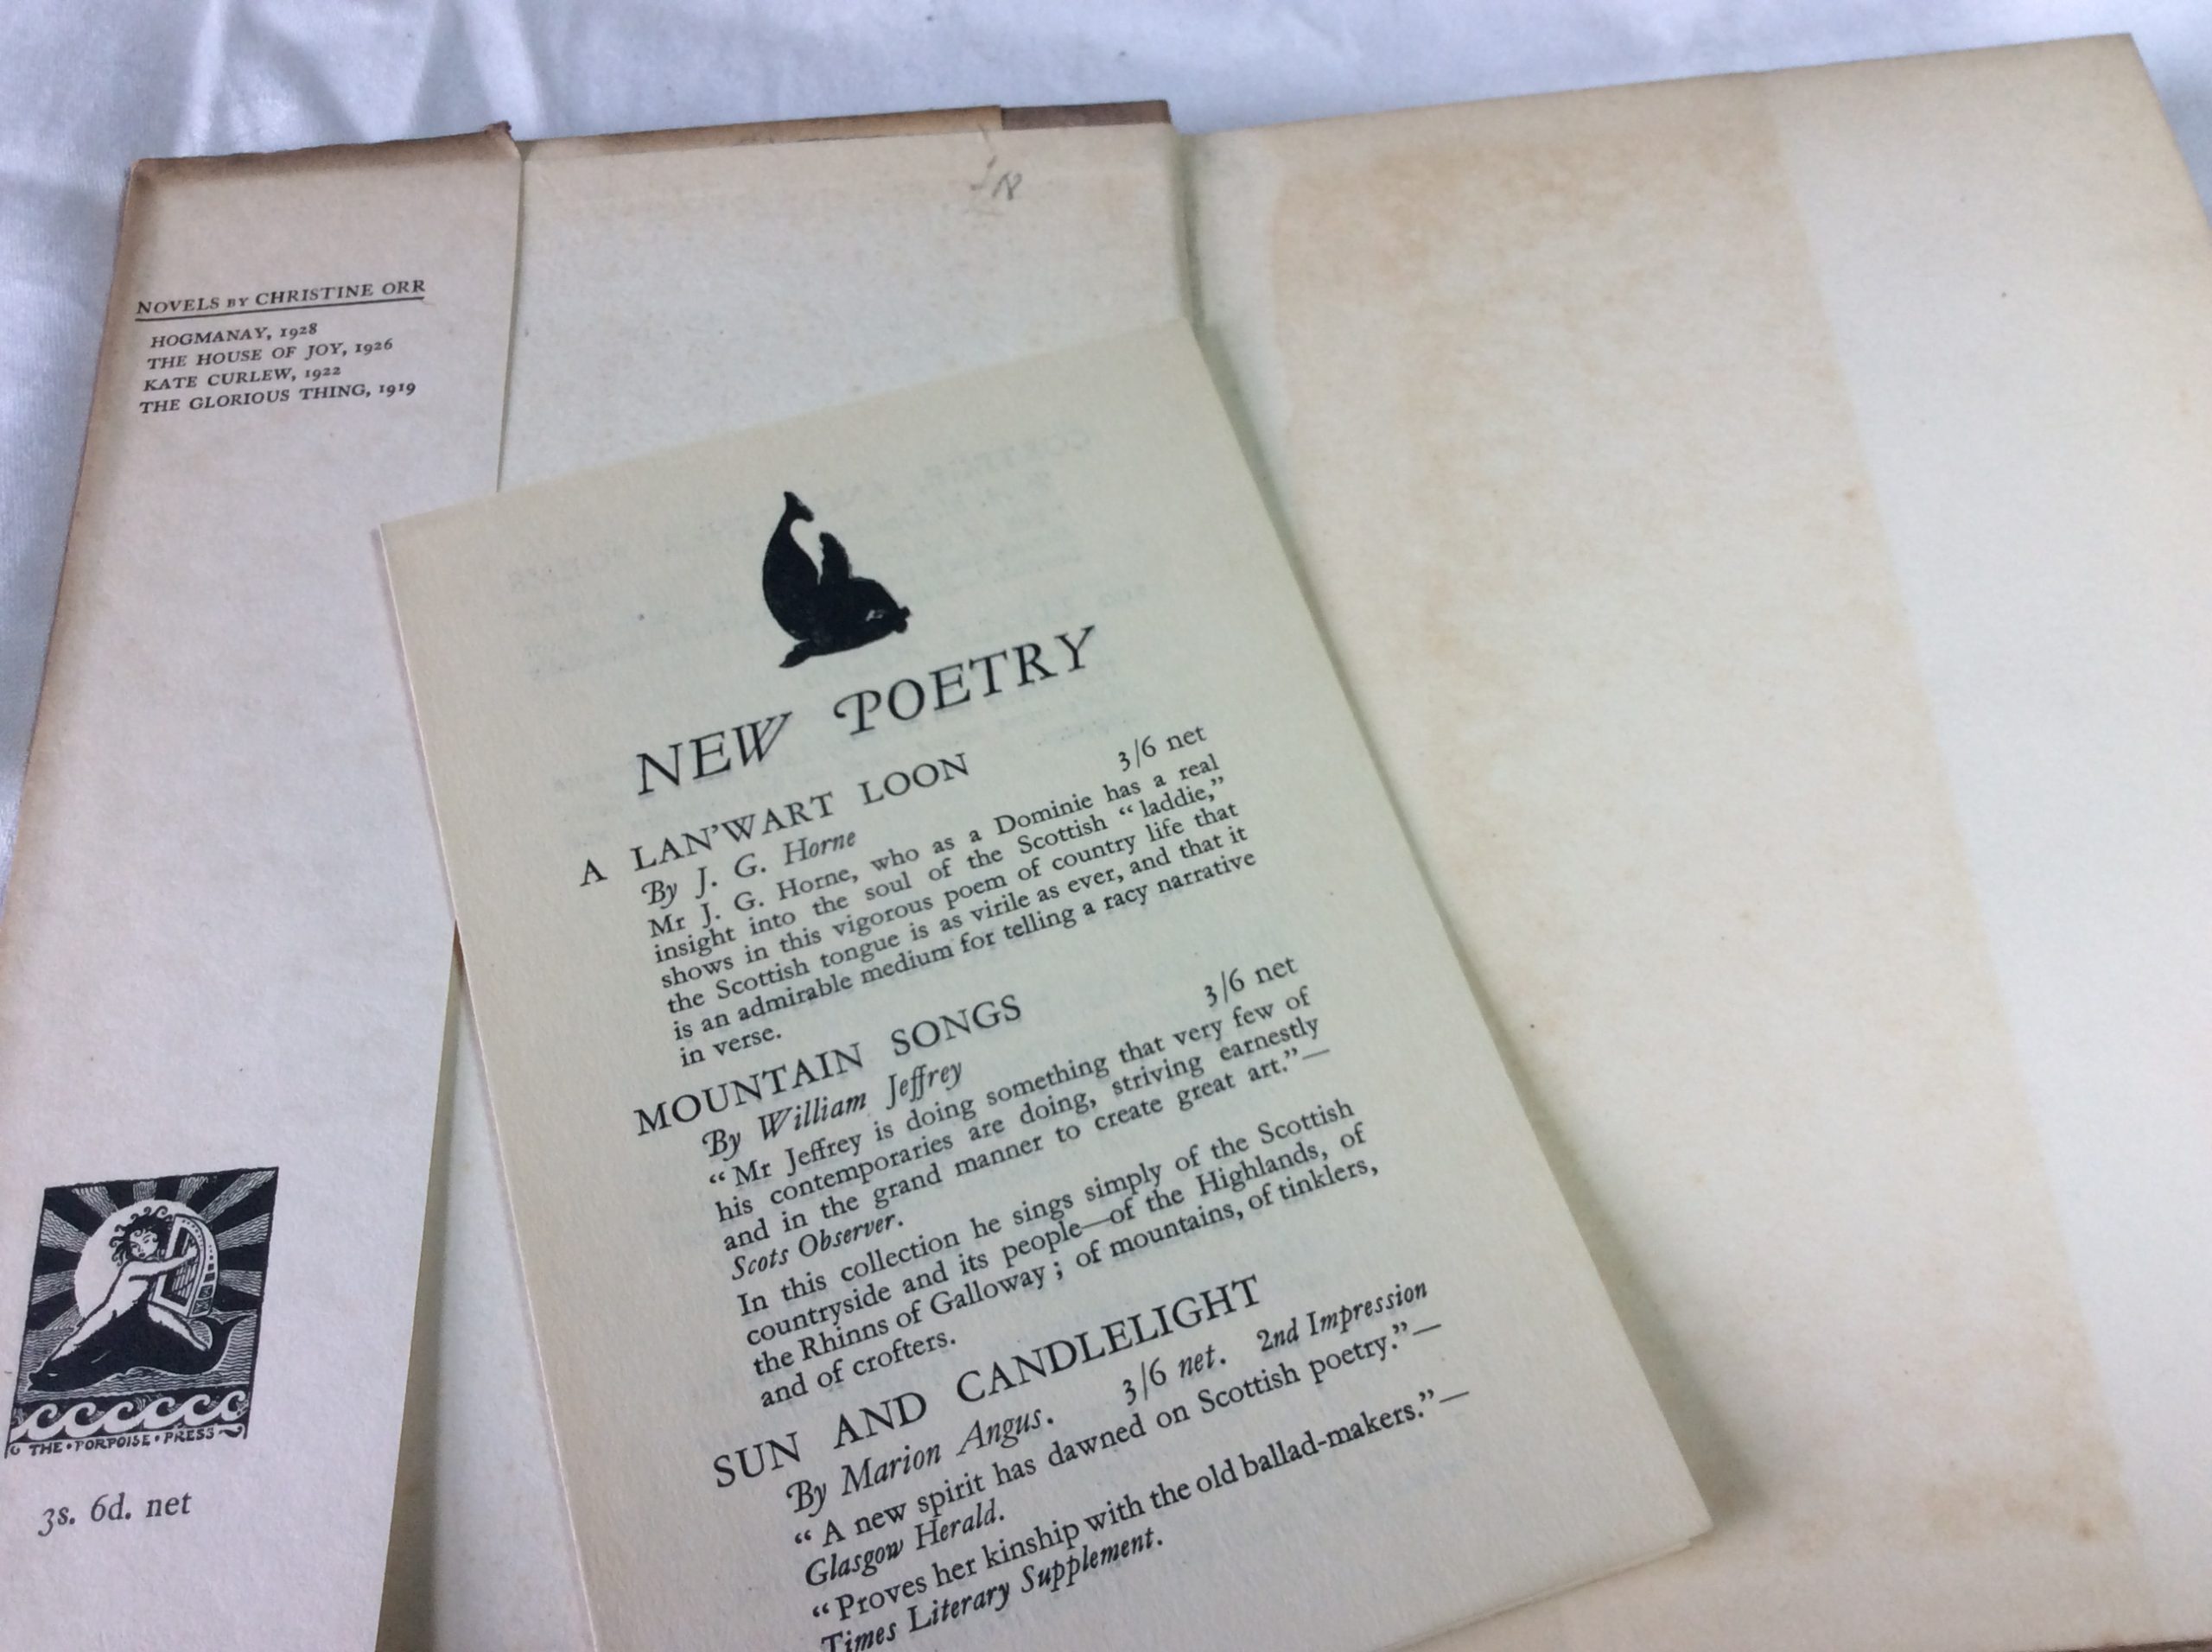 NOVELS BY CHRISTINE ORR
HOGMANAY, 1928
THE HOUSE OF JOY, 1926
KATE CURLEW, 1922
THE GLORIOUS THING, 1919
THE · PORPOISE · PRESS
3s. 6d. net
NEW POETRY
A LAN'WART LOON 3/6 net
By J. G. Horne
Mr J. G. Horne, who as a Dominie has a real
insight into the soul of the Scottish “ laddie,”
shows in this vigorous poem of country life that
the Scottish tongue is as virile as ever, and that it
is an admirable medium for telling a racy narrative
in verse.
MOUNTAIN SONGS 3/6 net
By William Jeffrey
“ Mr Jeffrey is doing something that very few of
his contemporaries are doing, striving earnestly
and in the grand manner to create great art.”—
Scots Observer.
In this collection he sings simply of the Scottish
countryside and its people—of the Highlands, of
the Rhinns of Galloway ; of mountains, of tinklers,
and of crofters.
SUN AND CANDLELIGHT
By Marion Angus. 3/6 net. 2nd Impression
“ A new spirit has dawned on Scottish poetry.”—
Glasgow Herald.
“ Proves her kinship with the old ballad-makers.”—
Times Literary Supplement.